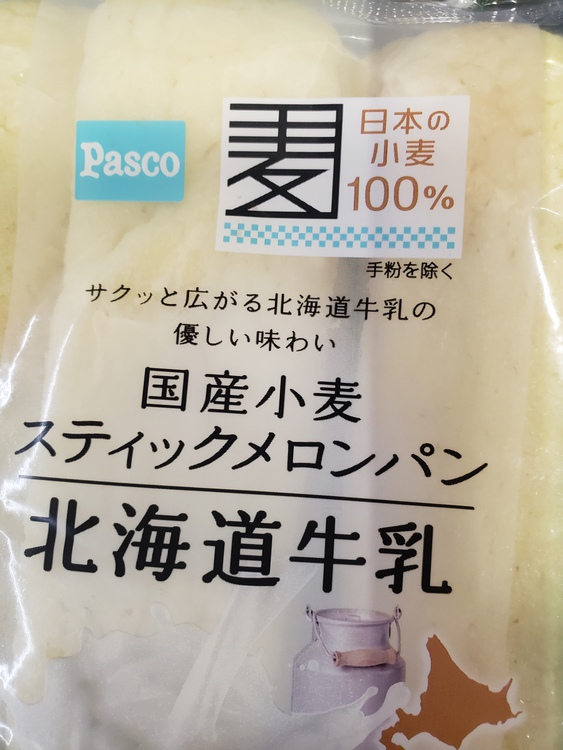 Pasco
麦
日本の
小麦
100%
手粉を除く
サクッと広がる北海道牛乳の
優しい味わい
国産小麦
スティックメロンパン
北海道牛乳